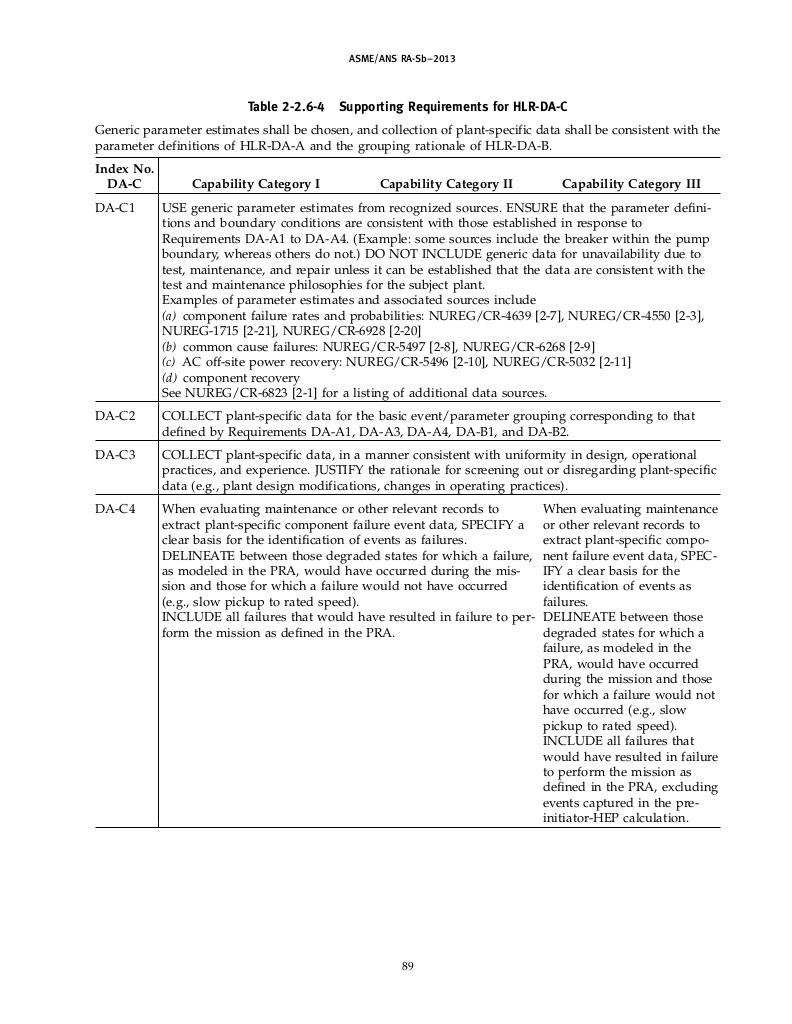 ASME/ANS RA-Sb–2013
Table 2-2.6-4 Supporting Requirements for HLR-DA-C
Generic parameter estimates shall be chosen, and collection of plant-specific data shall be consistent with the
parameter definitions of HLR-DA-A and the grouping rationale of HLR-DA-B.
Index No.
DA-C Capability Category I Capability Category II Capability Category III
DA-C1 USE generic parameter estimates from recognized sources. ENSURE that the parameter defini-
tions and boundary conditions are consistent with those established in response to
Requirements DA-A1 to DA-A4. (Example: some sources include the breaker within the pump
boundary, whereas others do not.) DO NOT INCLUDE generic data for unavailability due to
test, maintenance, and repair unless it can be established that the data are consistent with the
test and maintenance philosophies for the subject plant.
Examples of parameter estimates and associated sources include
(a) component failure rates and probabilities: NUREG/CR-4639 [2-7], NUREG/CR-4550 [2-3],
NUREG-1715 [2-21], NUREG/CR-6928 [2-20]
(b) common cause failures: NUREG/CR-5497 [2-8], NUREG/CR-6268 [2-9]
(c) AC off-site power recovery: NUREG/CR-5496 [2-10], NUREG/CR-5032 [2-11]
(d) component recovery
See NUREG/CR-6823 [2-1] for a listing of additional data sources.
DA-C2 COLLECT plant-specific data for the basic event/parameter grouping corresponding to that
defined by Requirements DA-A1, DA-A3, DA-A4, DA-B1, and DA-B2.
DA-C3 COLLECT plant-specific data, in a manner consistent with uniformity in design, operational
practices, and experience. JUSTIFY the rationale for screening out or disregarding plant-specific
data (e.g., plant design modifications, changes in operating practices).
DA-C4 When evaluating maintenance or other relevant records to
extract plant-specific component failure event data, SPECIFY a
clear basis for the identification of events as failures.
DELINEATE between those degraded states for which a failure,
as modeled in the PRA, would have occurred during the mis-
sion and those for which a failure would not have occurred
(e.g., slow pickup to rated speed).
INCLUDE all failures that would have resulted in failure to per-
form the mission as defined in the PRA.
When evaluating maintenance
or other relevant records to
extract plant-specific compo-
nent failure event data, SPEC-
IFY a clear basis for the
identification of events as
failures.
DELINEATE between those
degraded states for which a
failure, as modeled in the
PRA, would have occurred
during the mission and those
for which a failure would not
have occurred (e.g., slow
pickup to rated speed).
INCLUDE all failures that
would have resulted in failure
to perform the mission as
defined in the PRA, excluding
events captured in the pre-
initiator-HEP calculation.
89